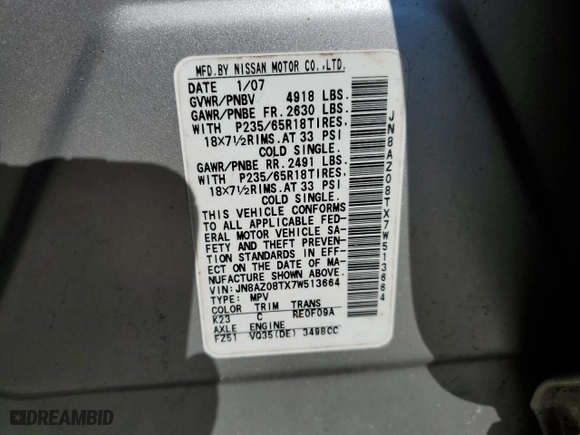 MFD.BY NISSAN MOTOR CO.,LTD.
DATE 1/07
GVWR/PNBV 4918 LBS.
GAWR/PNBE FR. 2630 LBS.
WITH P235/65R18TIRES,
18X7½RIMS.AT 33 PSI
COLD SINGLE.
GAWR/PNBE RR. 2491 LBS.
WITH P235/65R18TIRES,
18X7½RIMS.AT 33 PSI
COLD SINGLE.
THIS VEHICLE CONFORMS
TO ALL APPLICABLE FED-
ERAL MOTOR VEHICLE SA-
FETY AND THEFT PREVEN-
TION STANDARDS IN EFF-
ECT ON THE DATE OF MA-
NUFACTURE SHOWN ABOVE.
VIN:JN8AZ08TX7W513664
TYPE: MPV
COLOR TRIM TRANS
K23 C RE0F09A
AXLE ENGINE
FZ51 VQ35(DE) 3498CC
JN8AZ08TX7W513664
DREAMBID